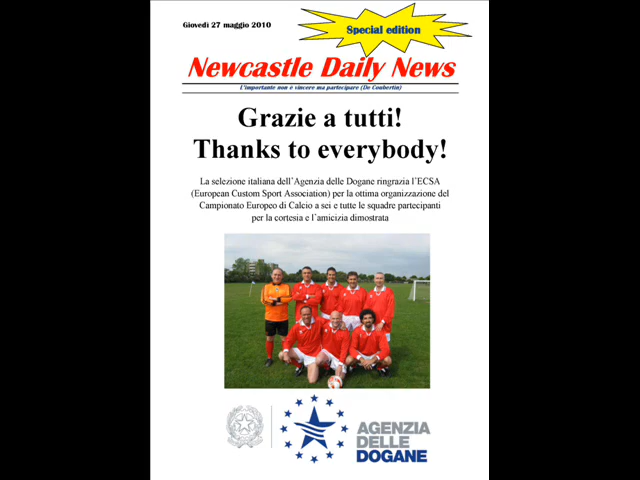 Giovedì 27 maggio 2010
Special edition
Newcastle Daily News
L'importante non è vincere ma partecipare (De Coubertin)
Grazie a tutti!
Thanks to everybody!
La selezione italiana dell'Agenzia delle Dogane ringrazia l'ECSA
(European Custom Sport Association) per la ottima organizzazione del
Campionato Europeo di Calcio a sei e tutte le squadre partecipanti
per la cortesia e l'amicizia dimostrata
AGENZIA
DELLE
DOGANE